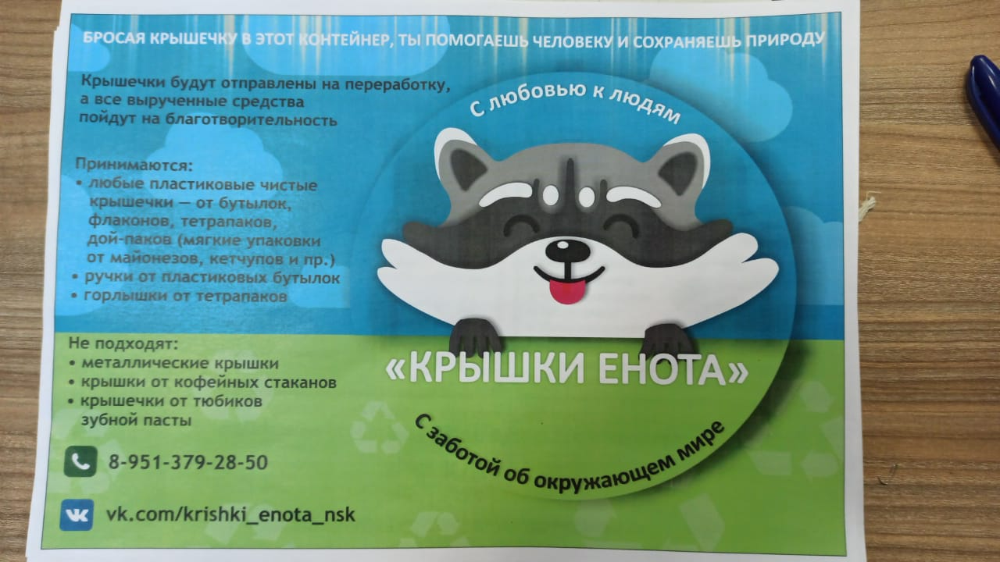 БРОСАЯ КРЫШЕЧКУ В ЭТОТ КОНТЕЙНЕР, ТЫ ПОМОГАЕШЬ ЧЕЛОВЕКУ И СОХРАНЯЕШЬ ПРИРОДУ
Крышечки будут отправлены на переработку,
а все вырученные средства
пойдут на благотворительность
Принимаются:
• любые пластиковые чистые
крышечки — от бутылок,
флаконов, тетрапаков,
дой-паков (мягкие упаковки
от майонезов, кетчупов и пр.)
• ручки от пластиковых бутылок
• горлышки от тетрапаков
Не подходят:
• металлические крышки
• крышки от кофейных стаканов
• крышечки от тюбиков
зубной пасты
8-951-379-28-50
vk.com/krishki_enota_nsk
С любовью к людям
«КРЫШКИ ЕНОТА»
С заботой об окружающем мире